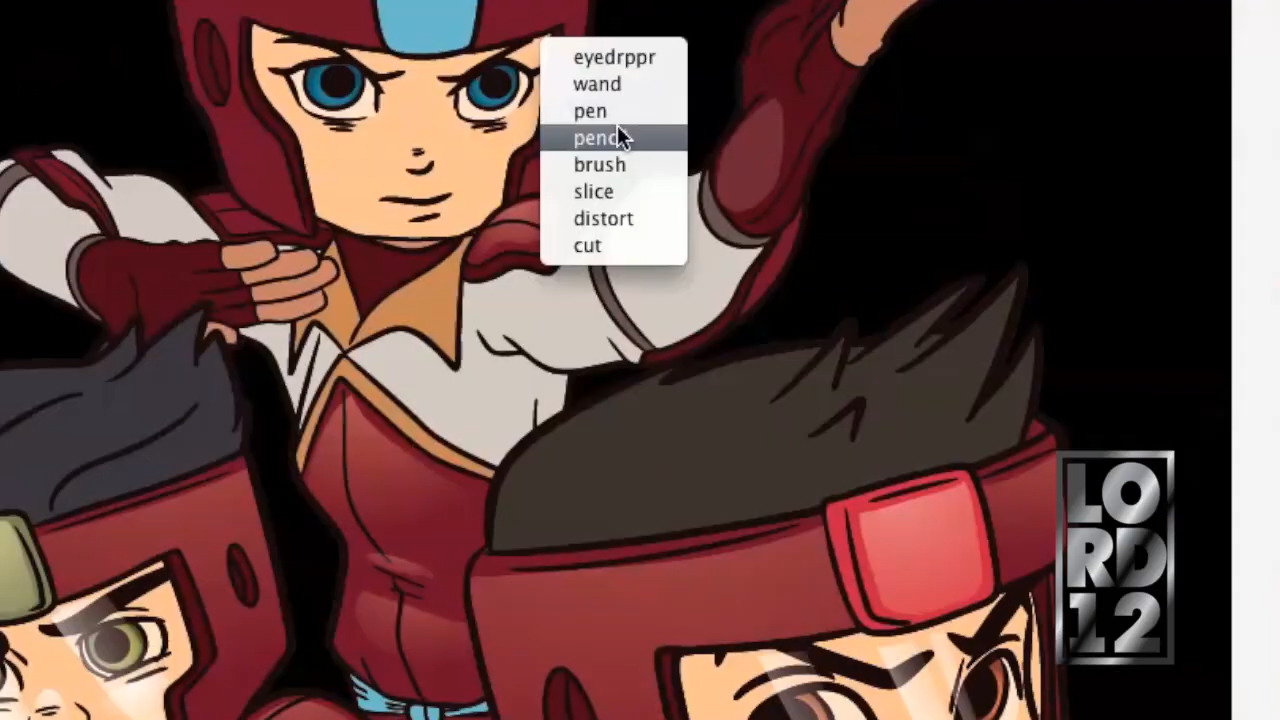 eyedrppr
wand
pen
penc
brush
slice
distort
cut
LO
RD
12